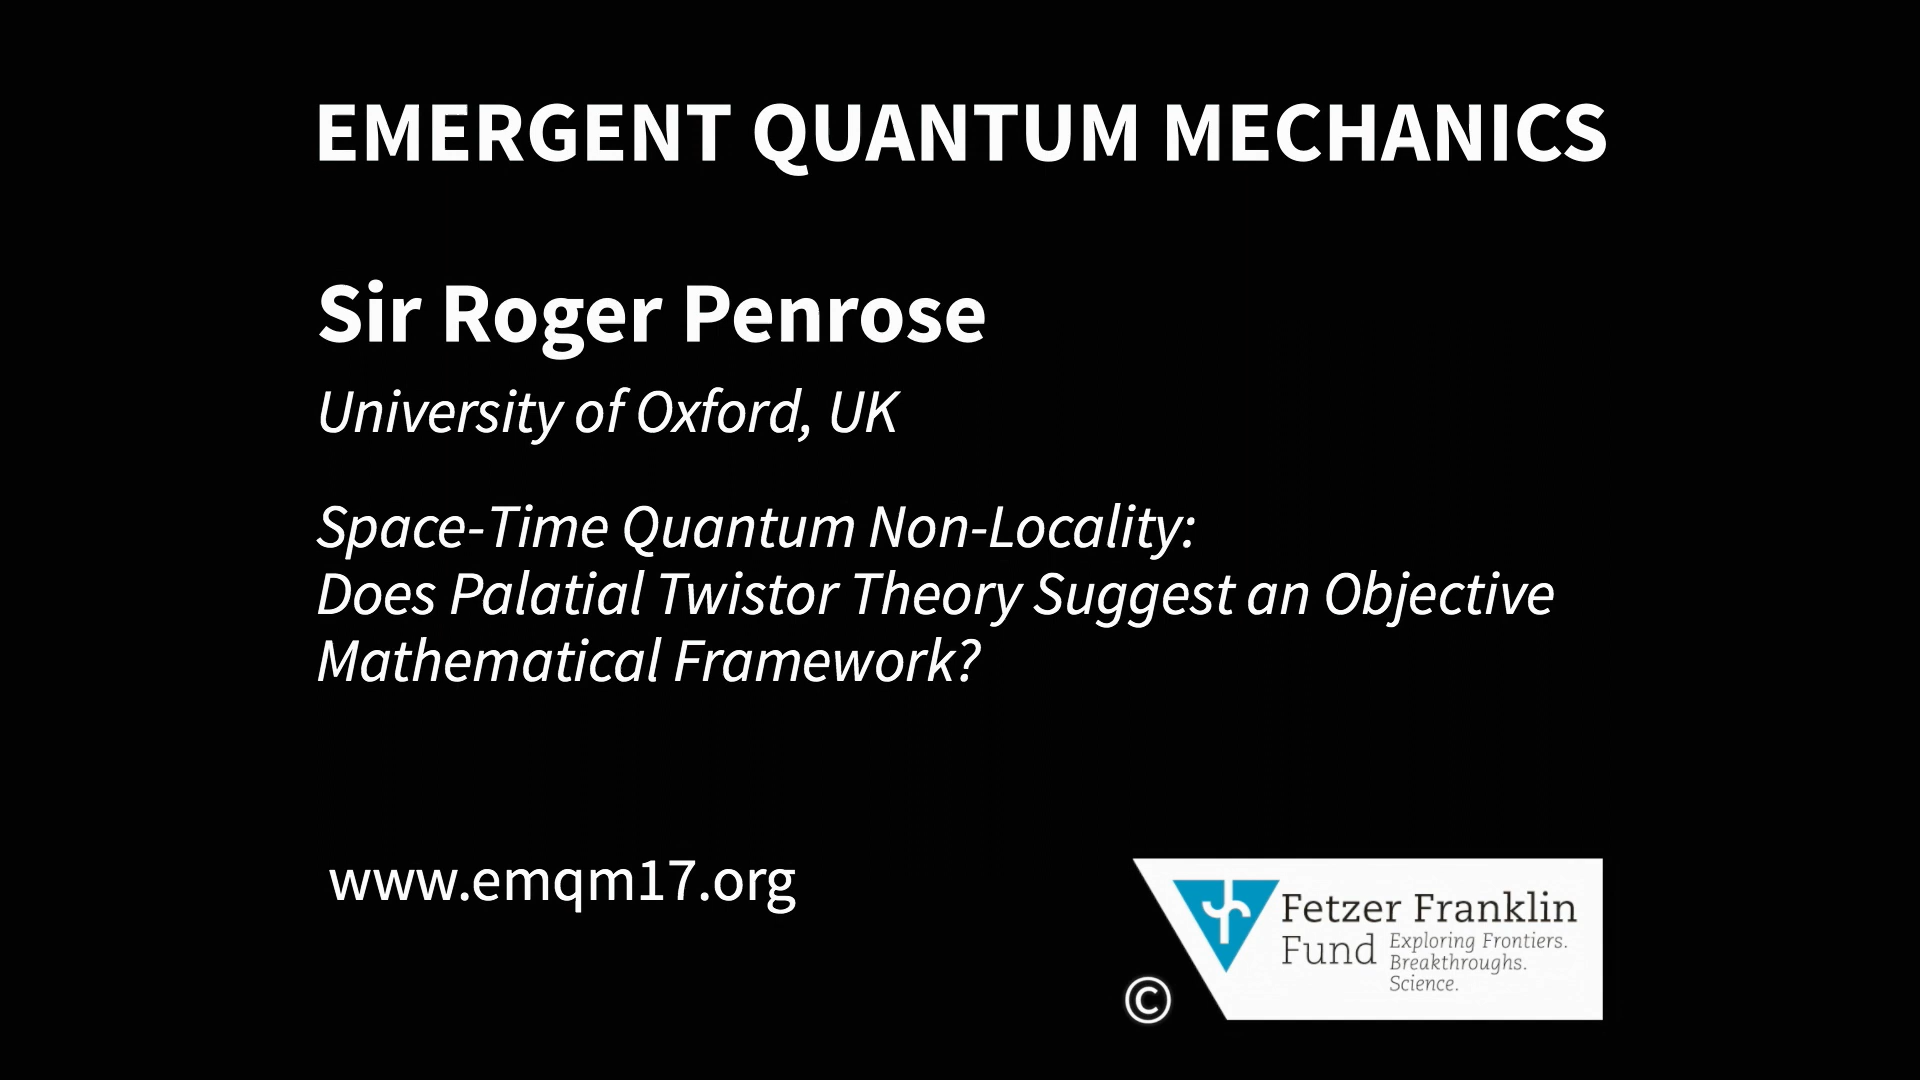 EMERGENT QUANTUM MECHANICS
Sir Roger Penrose
University of Oxford, UK
Space-Time Quantum Non-Locality:
Does Palatial Twistor Theory Suggest an Objective
Mathematical Framework?
www.emqm17.org
©
Fetzer Franklin
Fund
Exploring Frontiers.
Breakthroughs.
Science.